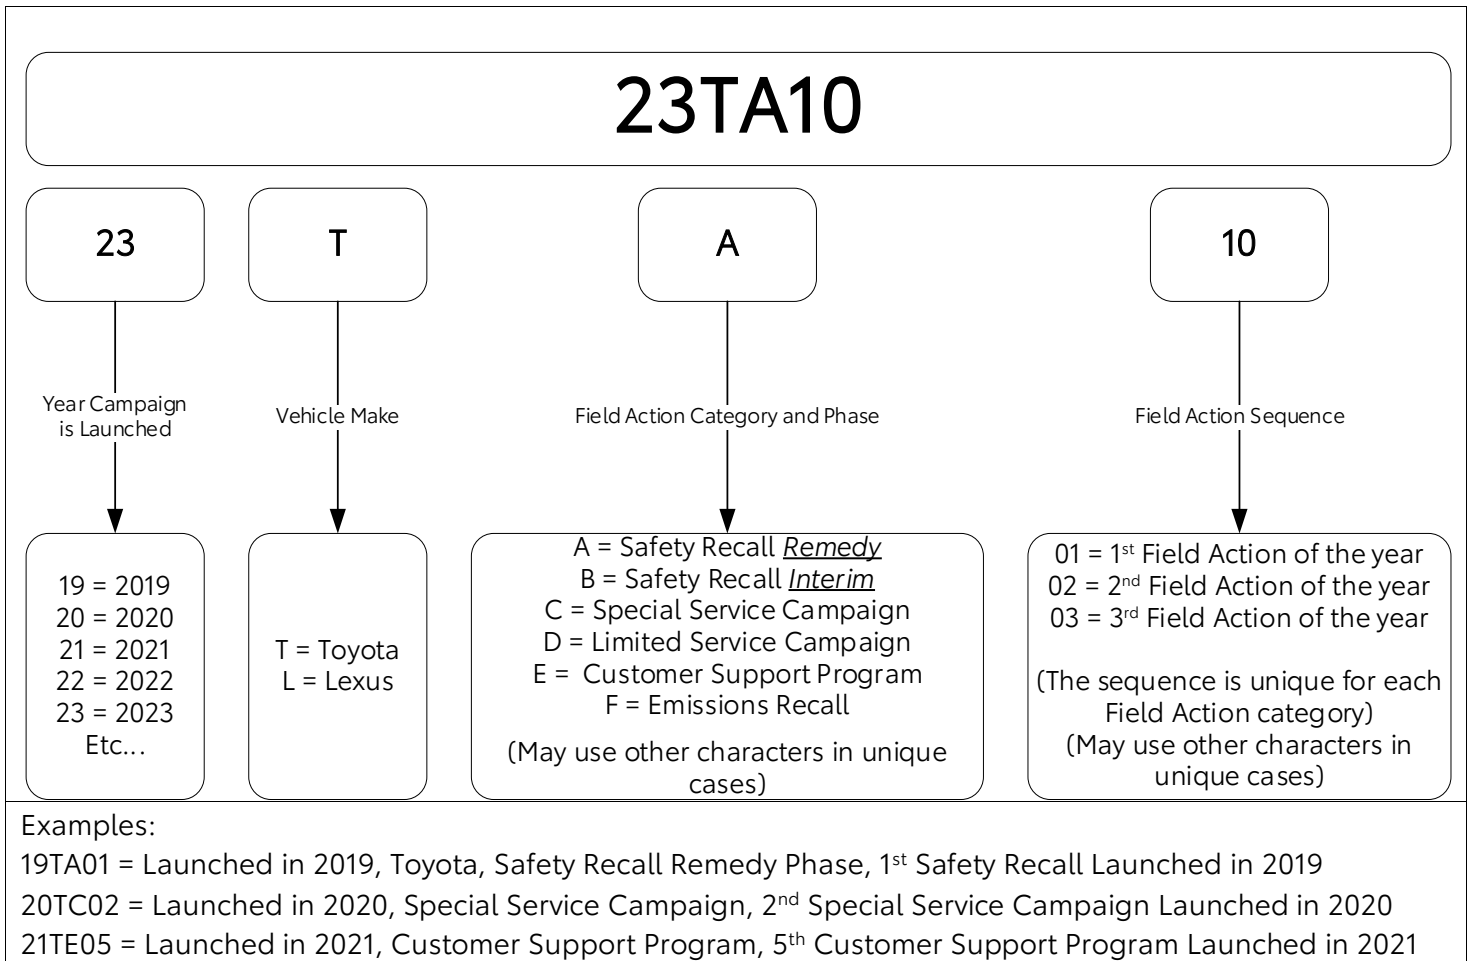 23TA10
23
T
A
10
Year Campaign
is Launched
Vehicle Make
Field Action Category and Phase
Field Action Sequence
19 = 2019
20 = 2020
21 = 2021
22 = 2022
23 = 2023
Etc...
T = Toyota
L = Lexus
A = Safety Recall Remedy
B = Safety Recall Interim
C = Special Service Campaign
D = Limited Service Campaign
E =  Customer Support Program
F = Emissions Recall
(May use other characters in unique
cases)
01 = 1st Field Action of the year
02 = 2nd Field Action of the year
03 = 3rd Field Action of the year
(The sequence is unique for each
Field Action category)
(May use other characters in
unique cases)
Examples:
19TA01 = Launched in 2019, Toyota, Safety Recall Remedy Phase, 1st Safety Recall Launched in 2019
20TC02 = Launched in 2020, Special Service Campaign, 2nd Special Service Campaign Launched in 2020
21TE05 = Launched in 2021, Customer Support Program, 5th Customer Support Program Launched in 2021